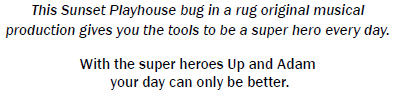 This Sunset Playhouse bug in a rug original musical
production gives you the tools to be a super hero every day.
With the super heroes Up and Adam
your day can only be better.